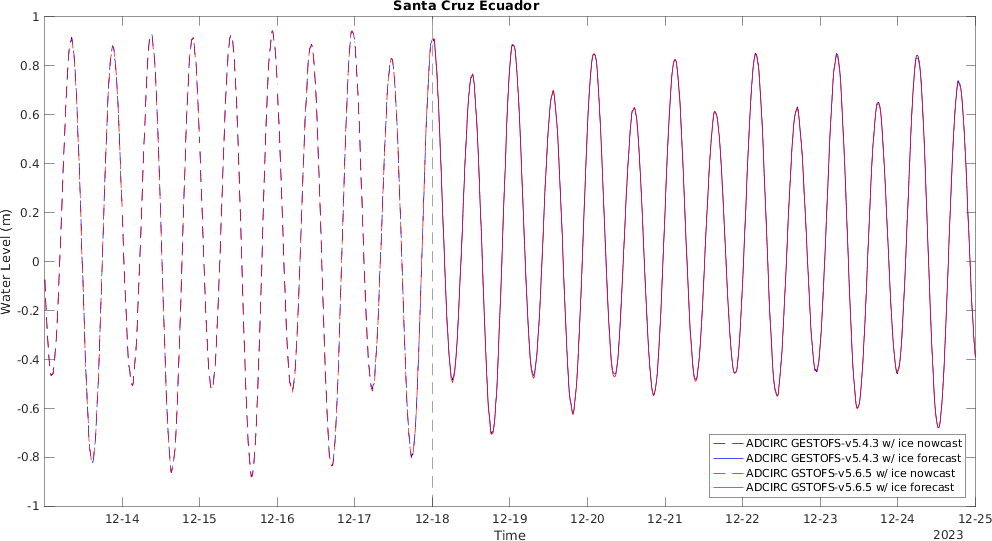 Santa Cruz Ecuador
1
0.8
0.6
0.4
0.2
0
-0.2
-0.4
-0.6
-0.8
-1
Water Level (m)
ADCIRC GESTOFS-v5.4.3 w/ ice nowcast
ADCIRC GESTOFS-v5.4.3 w/ ice forecast
ADCIRC GSTOFS-v5.6.5 w/ ice nowcast
ADCIRC GSTOFS-v5.6.5 w/ ice forecast
12-14 12-15 12-16 12-17 12-18 12-19 12-20 12-21 12-22 12-23 12-24 12-25
Time
2023